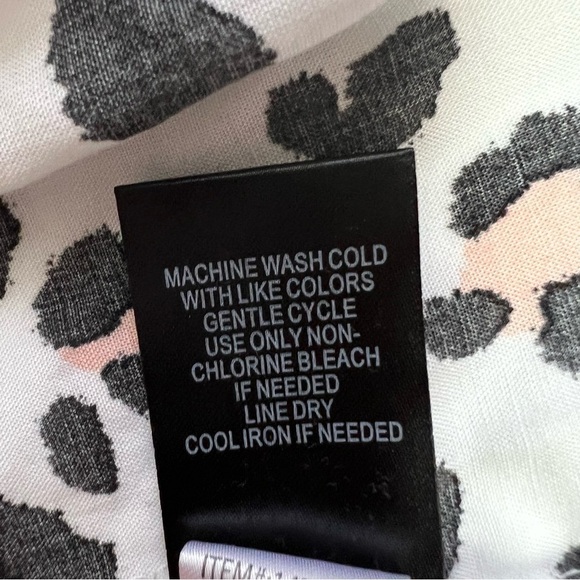 MACHINE WASH COLD
WITH LIKE COLORS
GENTLE CYCLE
USE ONLY NON-
CHLORINE BLEACH
IF NEEDED
LINE DRY
COOL IRON IF NEEDED
ITEM#: